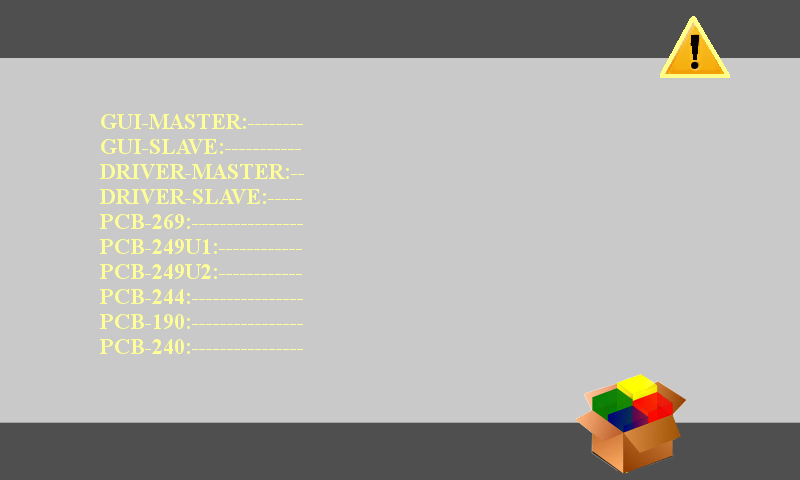 GUI-MASTER:--------
GUI-SLAVE:-----------
DRIVER-MASTER:--
DRIVER-SLAVE:-----
PCB-269:----------------
PCB-249U1:------------
PCB-249U2:------------
PCB-244:----------------
PCB-190:----------------
PCB-240:----------------